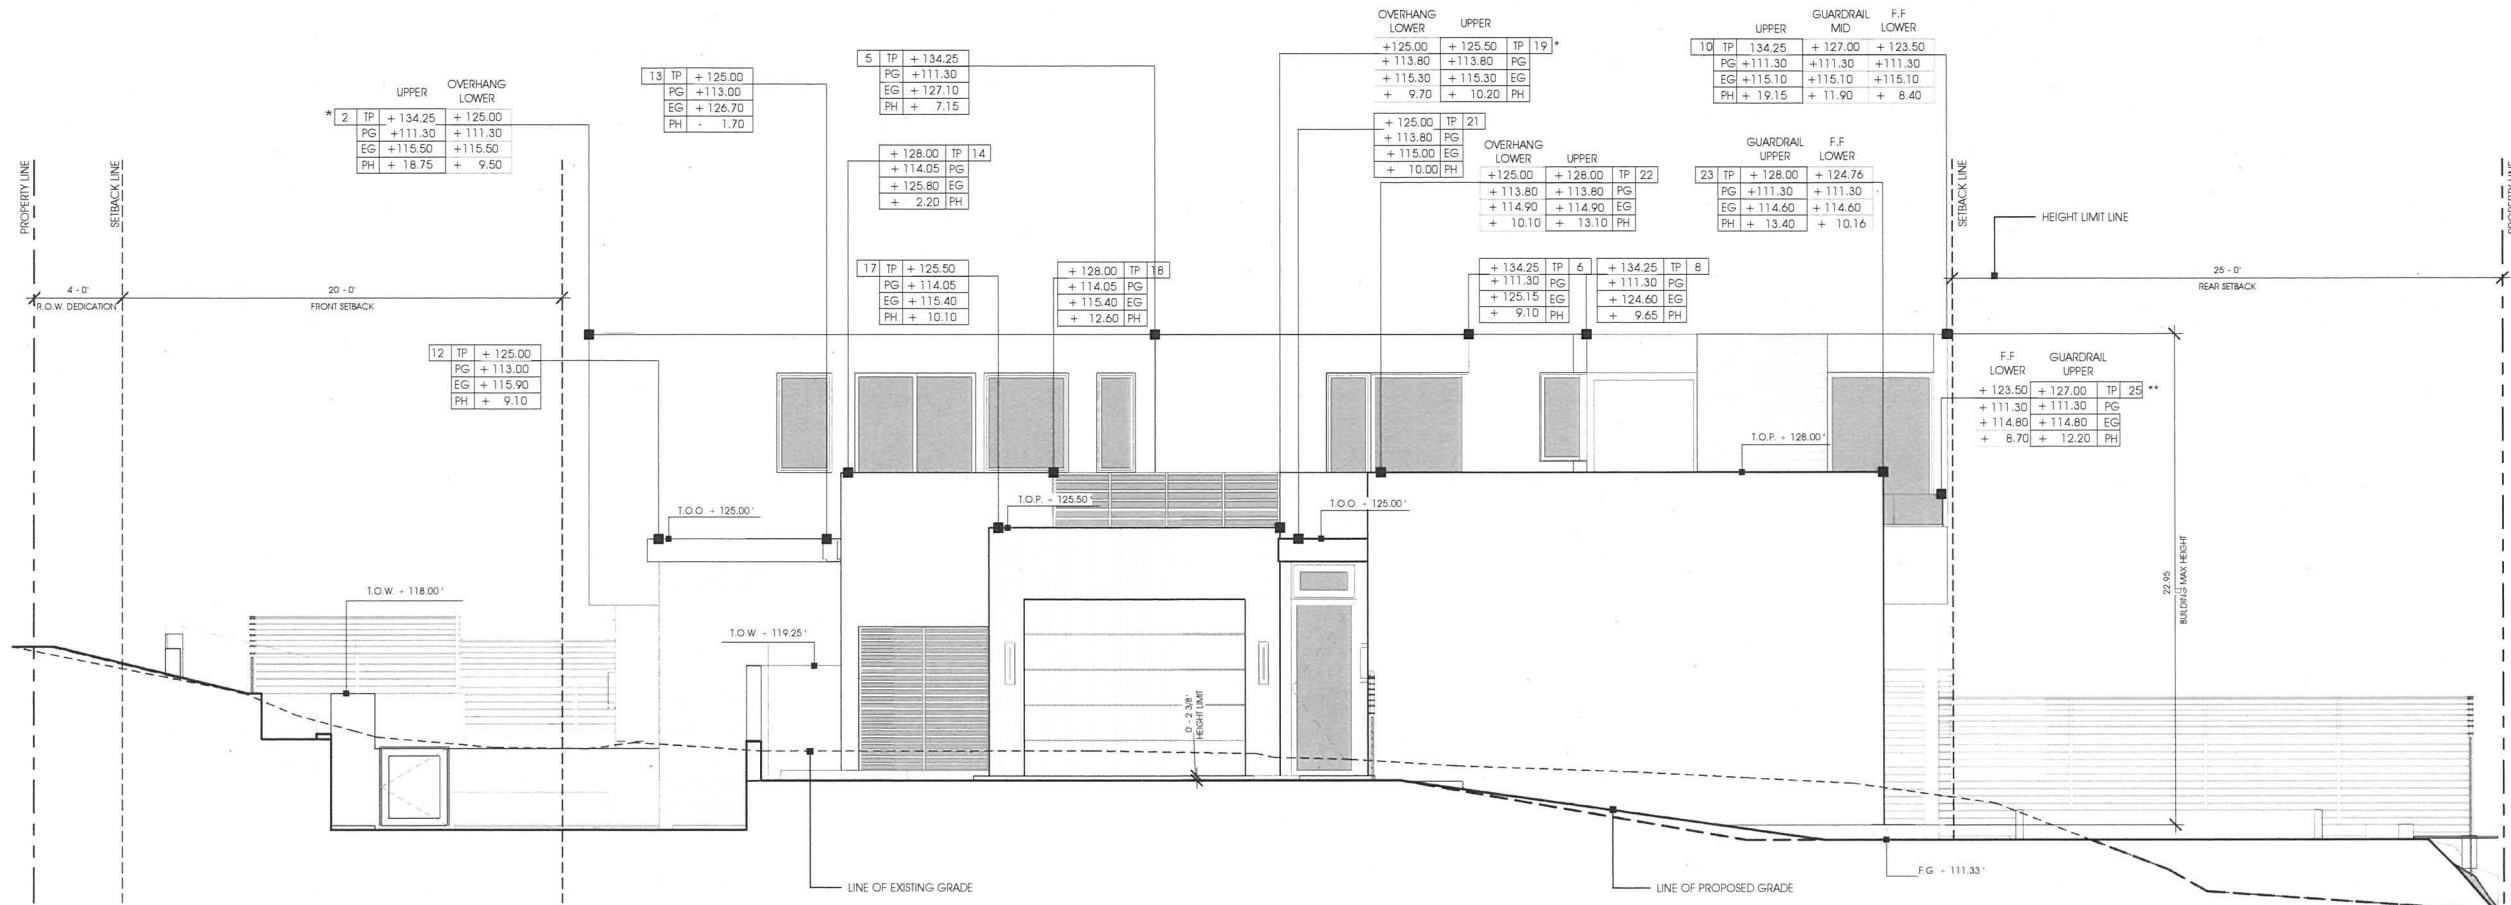 PROPERTY LINE
SETBACK LINE
4' - 0"
R.O.W. DEDICATION
20' - 0"
FRONT SETBACK
UPPER OVERHANG LOWER
* 2 TP + 134.25 + 125.00
PG +111.30 + 111.30
EG +115.50 +115.50
PH + 18.75 + 9.50
13 TP + 125.00
PG +113.00
EG + 126.70
PH - 1.70
5 TP + 134.25
PG +111.30
EG + 127.10
PH + 7.15
+ 128.00 TP 14
+ 114.05 PG
+ 125.80 EG
+ 2.20 PH
17 TP + 125.50
PG + 114.05
EG + 115.40
PH + 10.10
+ 128.00 TP 18
+ 114.05 PG
+ 115.40 EG
+ 12.60 PH
12 TP + 125.00
PG + 113.00
EG + 115.90
PH + 9.10
OVERHANG LOWER UPPER
+125.00 + 125.50 TP 19 *
+ 113.80 +113.80 PG
+ 115.30 + 115.30 EG
+ 9.70 + 10.20 PH
+ 125.00 TP 21
+ 113.80 PG
+ 115.00 EG
+ 10.00 PH
OVERHANG LOWER UPPER
+125.00 + 128.00 TP 22
+ 113.80 + 113.80 PG
+ 114.90 + 114.90 EG
+ 10.10 + 13.10 PH
+ 134.25 TP 6
+ 111.30 PG
+ 125.15 EG
+ 9.10 PH
+ 134.25 TP 8
+ 111.30 PG
+ 124.60 EG
+ 9.65 PH
UPPER GUARDRAIL MID F.F LOWER
10 TP 134.25 + 127.00 + 123.50
PG +111.30 +111.30 +111.30
EG +115.10 +115.10 +115.10
PH + 19.15 + 11.90 + 8.40
GUARDRAIL UPPER F.F LOWER
23 TP + 128.00 + 124.76
PG +111.30 + 111.30
EG + 114.60 + 114.60
PH + 13.40 + 10.16
SETBACK LINE
HEIGHT LIMIT LINE
PROPERTY LINE
25' - 0"
REAR SETBACK
F.F LOWER GUARDRAIL UPPER
+ 123.50 + 127.00 TP 25 **
+ 111.30 + 111.30 PG
+ 114.80 + 114.80 EG
+ 8.70 + 12.20 PH
T.O.P. + 128.00'
T.O.O. + 125.00'
T.O.P. + 125.50'
T.O.O + 125.00'
T.O.W. + 118.00'
T.O.W. + 119.25'
0' - 2 3/8"
HEIGHT LIMIT
22.95
BUILDING MAX HEIGHT
LINE OF EXISTING GRADE
LINE OF PROPOSED GRADE
F.G. + 111.33'